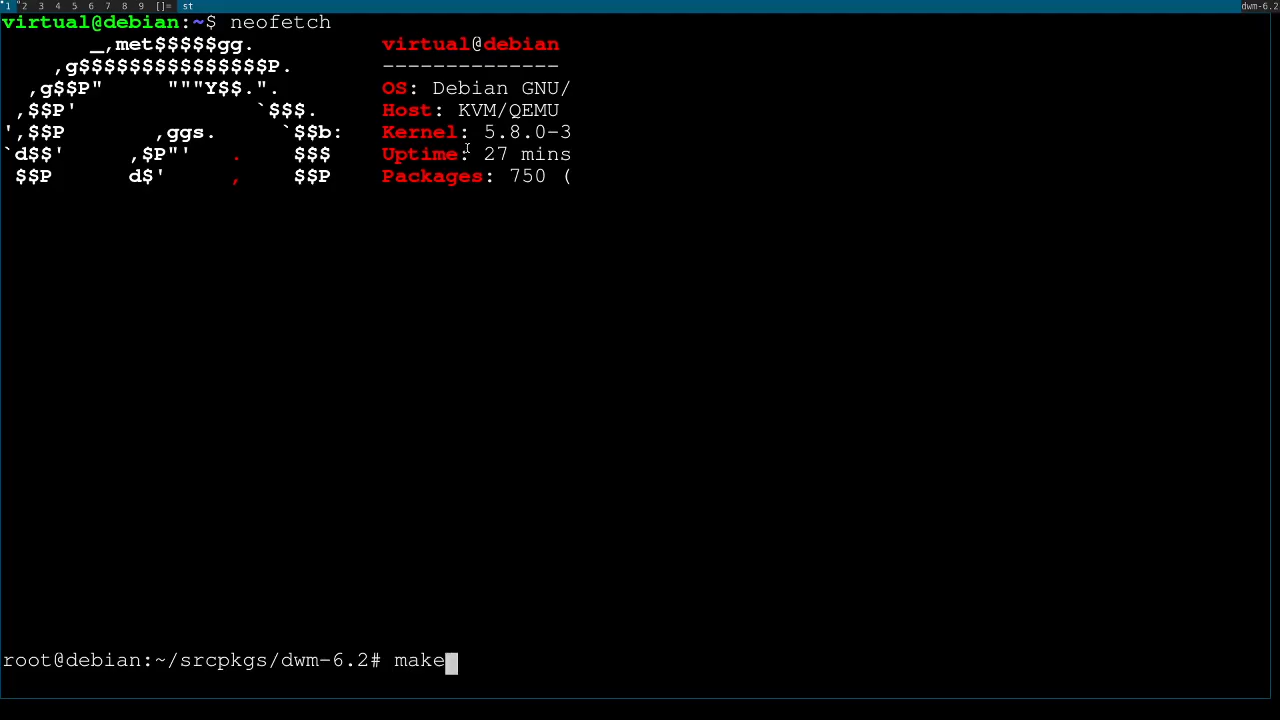 1 2 3 4 5 6 7 8 9 []= st dwm-6.2
virtual@debian:~$ neofetch
_,met$$$$$gg. virtual@debian
,g$$$$$$$$$$$$$$$P. --------------
,g$$P" """Y$$.". OS: Debian GNU/
,$$P' `$$$. Host: KVM/QEMU
',$$P ,ggs. `$$b: Kernel: 5.8.0-3
`d$$' ,$P"' . $$$ Uptime: 27 mins
$$P d$' , $$P Packages: 750 (
root@debian:~/srcpkgs/dwm-6.2# make